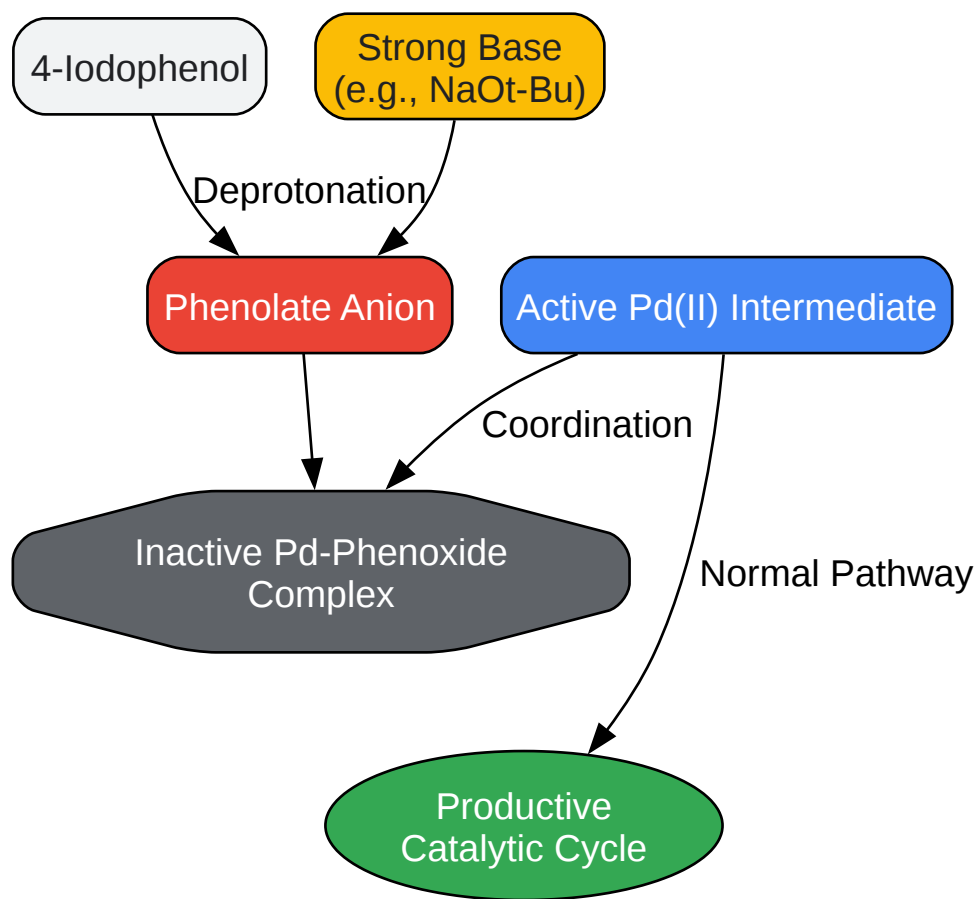 4-Iodophenol
Strong Base
(e.g., NaOt-Bu)
Deprotonation
Phenolate Anion
Active Pd(II) Intermediate
Coordination
Inactive Pd-Phenoxide
Complex
Normal Pathway
Productive
Catalytic Cycle